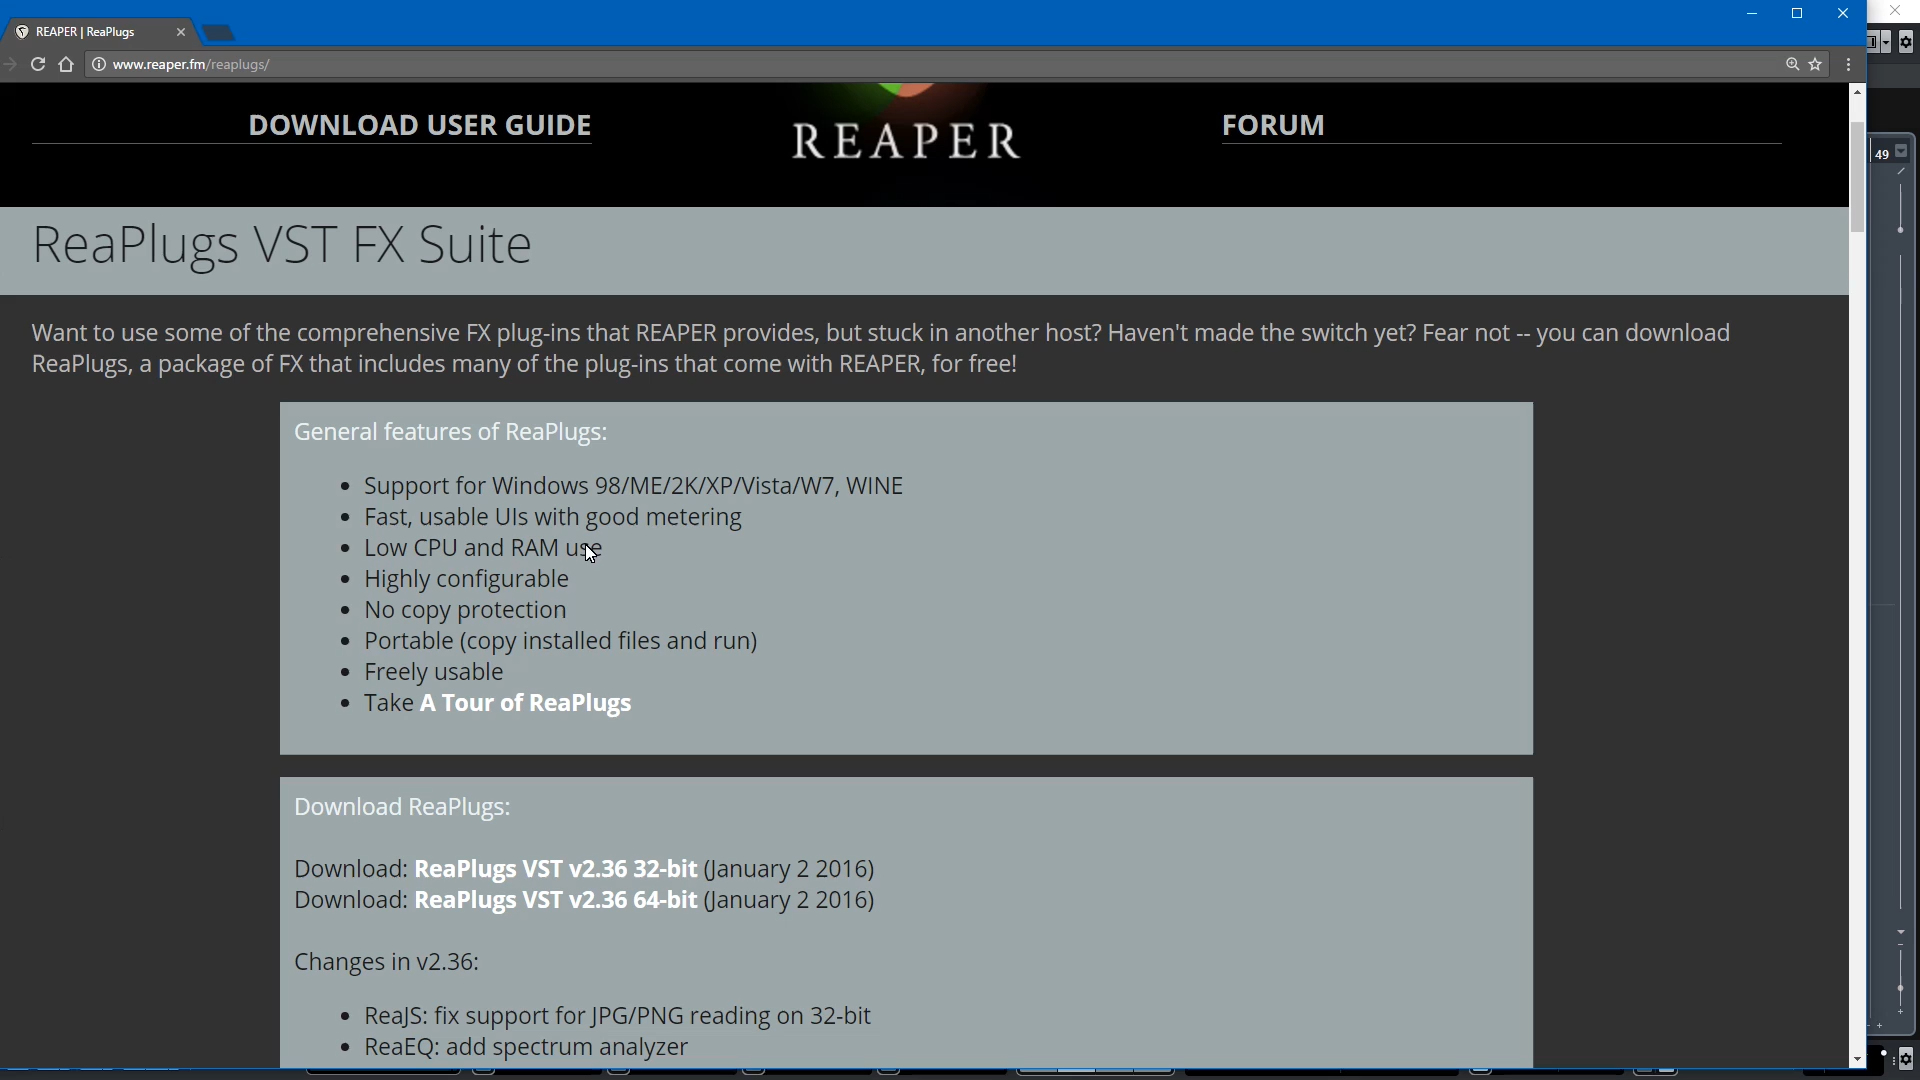 REAPER | ReaPlugs
www.reaper.fm/reaplugs/
DOWNLOAD USER GUIDE
REAPER
FORUM
49
ReaPlugs VST FX Suite
Want to use some of the comprehensive FX plug-ins that REAPER provides, but stuck in another host? Haven't made the switch yet? Fear not -- you can download
ReaPlugs, a package of FX that includes many of the plug-ins that come with REAPER, for free!
General features of ReaPlugs:
• Support for Windows 98/ME/2K/XP/Vista/W7, WINE
• Fast, usable UIs with good metering
• Low CPU and RAM use
• Highly configurable
• No copy protection
• Portable (copy installed files and run)
• Freely usable
• Take A Tour of ReaPlugs
Download ReaPlugs:
Download: ReaPlugs VST v2.36 32-bit (January 2 2016)
Download: ReaPlugs VST v2.36 64-bit (January 2 2016)
Changes in v2.36:
• ReaJS: fix support for JPG/PNG reading on 32-bit
• ReaEQ: add spectrum analyzer